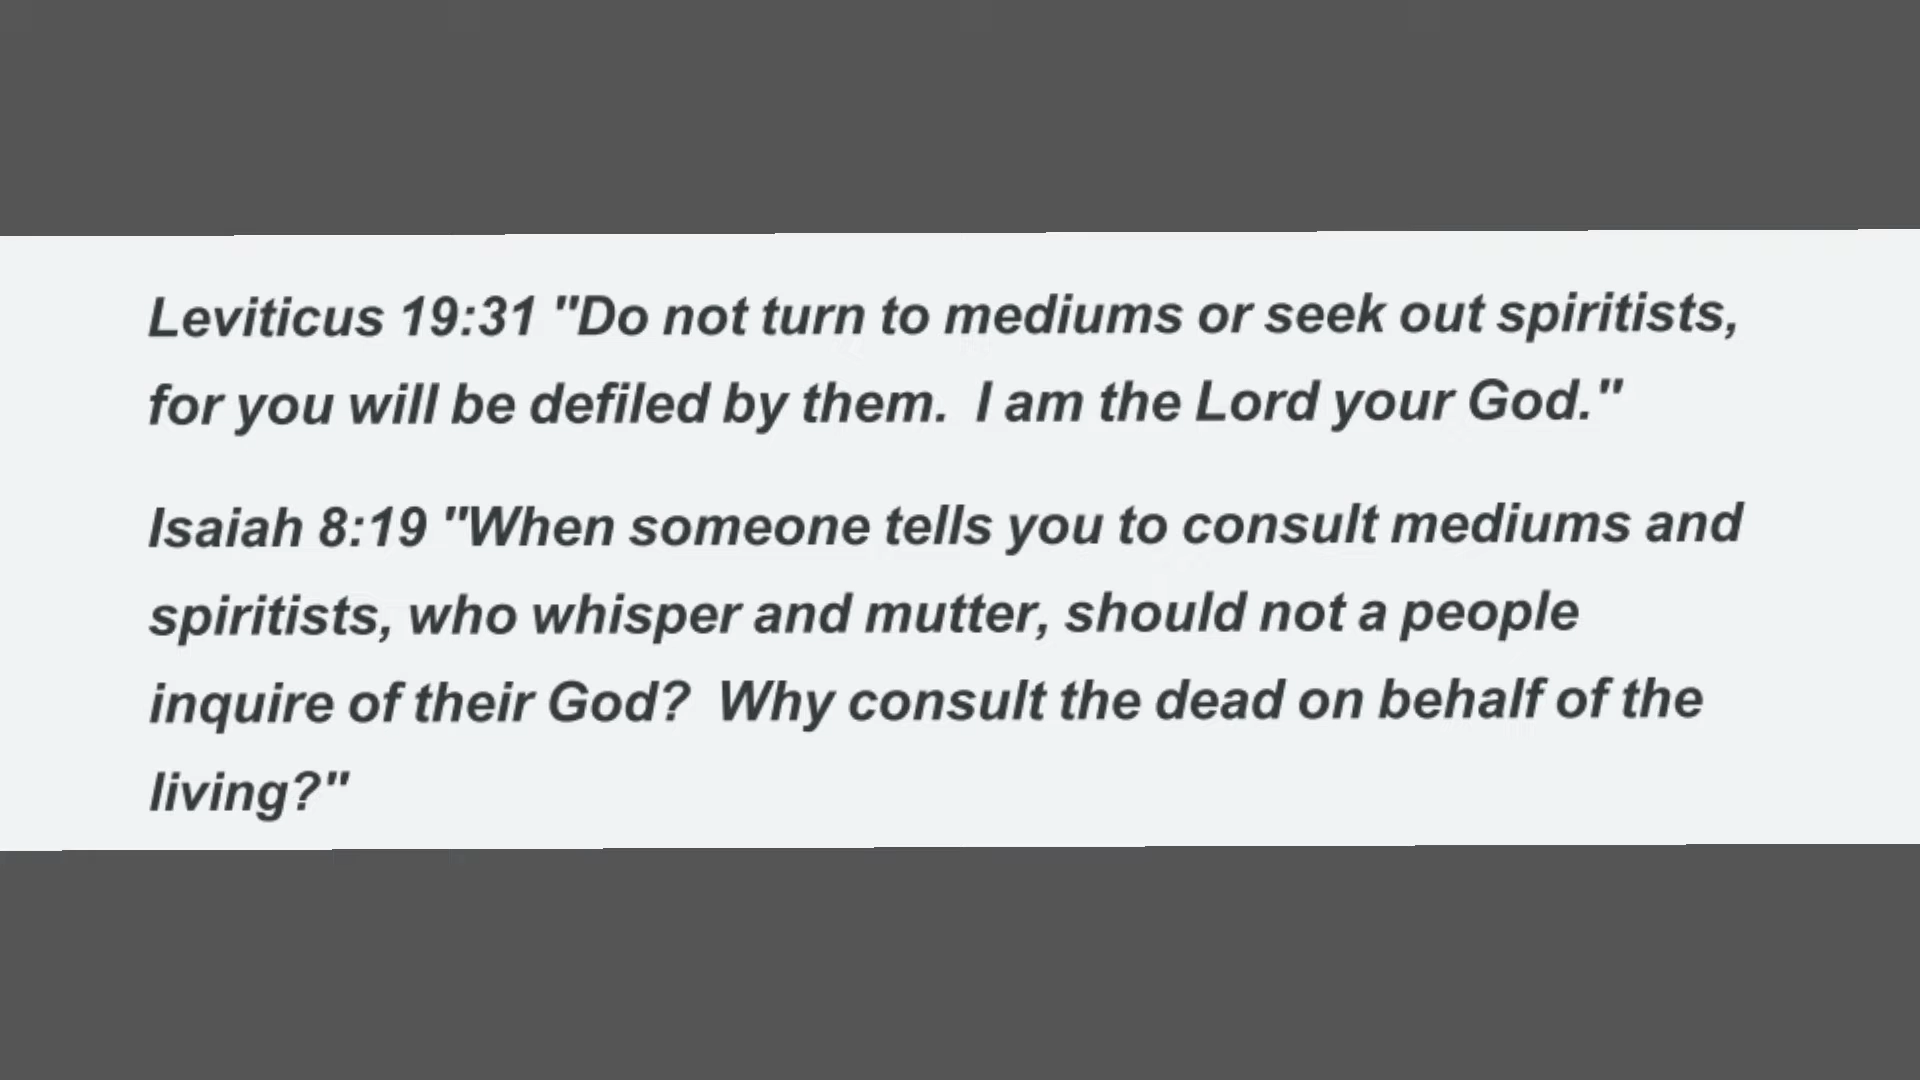 Leviticus 19:31 "Do not turn to mediums or seek out spiritists,
for you will be defiled by them.  I am the Lord your God."
Isaiah 8:19 "When someone tells you to consult mediums and
spiritists, who whisper and mutter, should not a people
inquire of their God?  Why consult the dead on behalf of the
living?"